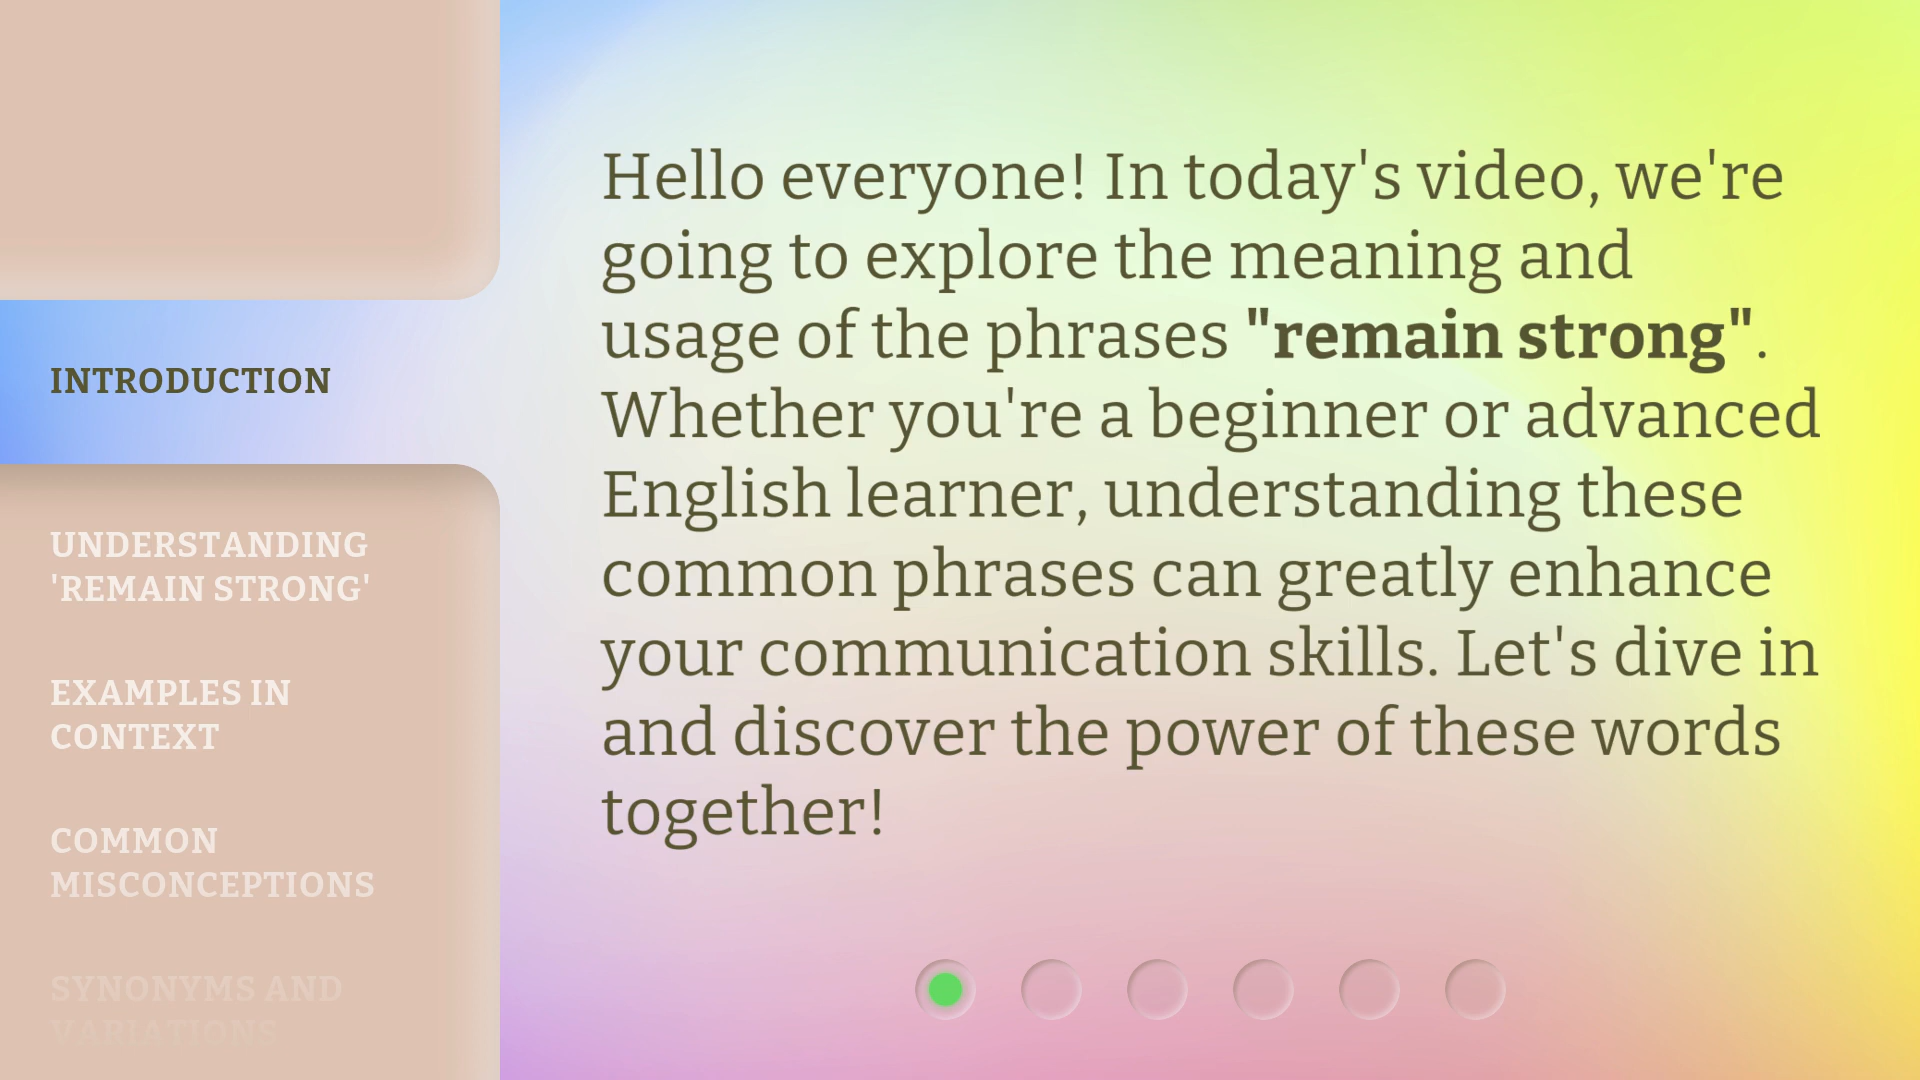 INTRODUCTION
UNDERSTANDING
'REMAIN STRONG'
EXAMPLES IN
CONTEXT
COMMON
MISCONCEPTIONS
SYNONYMS AND
VARIATIONS
Hello everyone! In today's video, we're
going to explore the meaning and
usage of the phrases "remain strong".
Whether you're a beginner or advanced
English learner, understanding these
common phrases can greatly enhance
your communication skills. Let's dive in
and discover the power of these words
together!